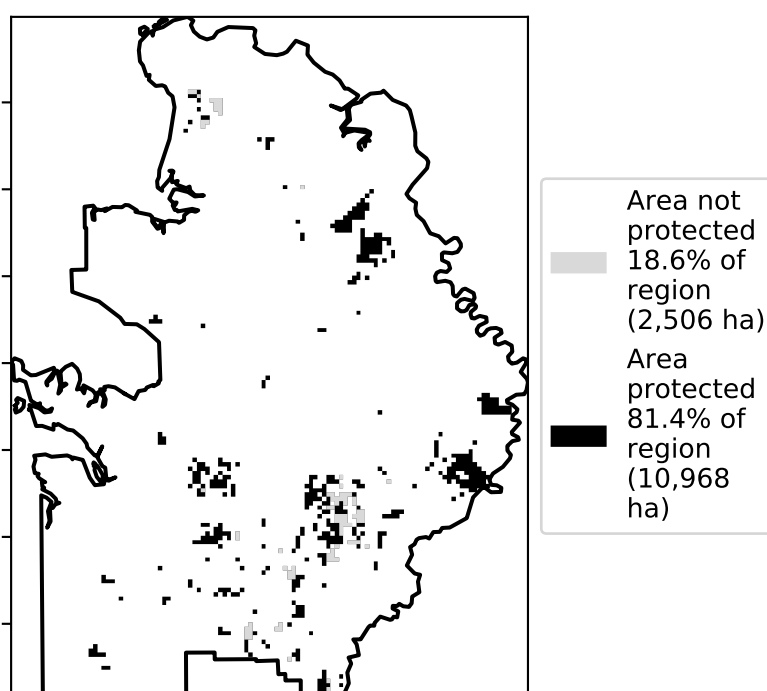 Area not
protected
18.6% of
region
(2,506 ha)
Area
protected
81.4% of
region
(10,968
ha)